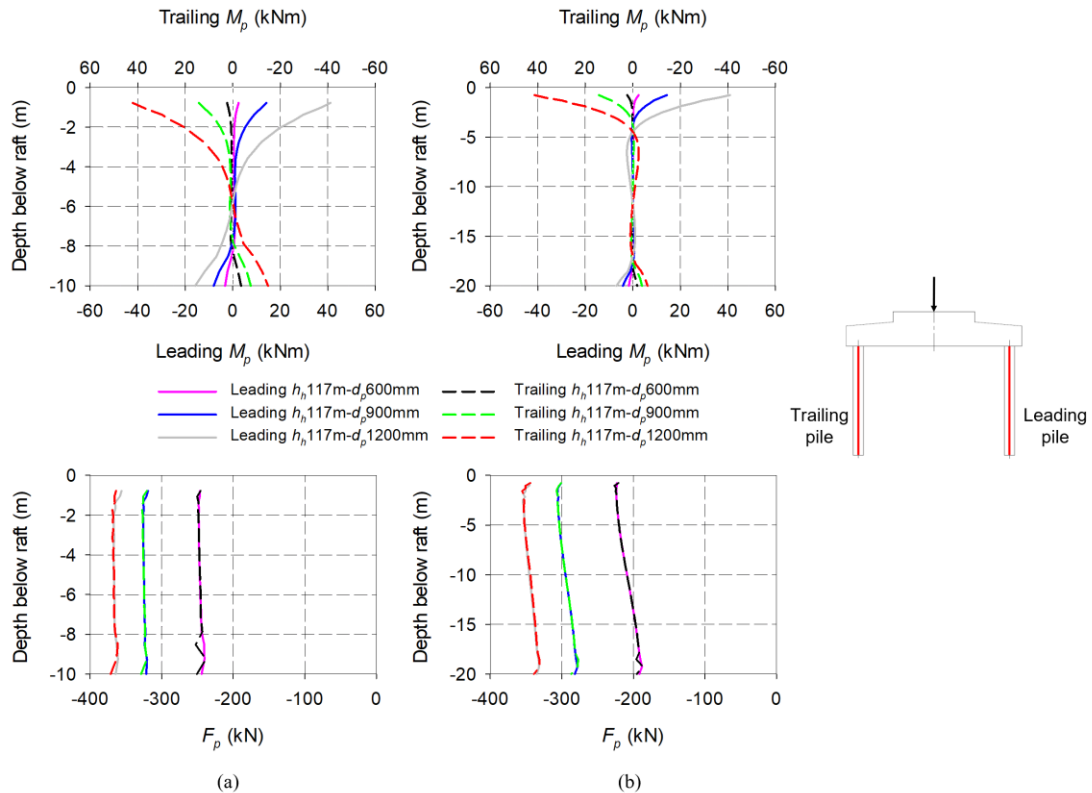 Trailing Mp (kNm)
60 40 20 0 -20 -40 -60
0
-2
-4
-6
-8
-10
Depth below raft (m)
-60 -40 -20 0 20 40 60
Leading Mp (kNm)
Trailing Mp (kNm)
60 40 20 0 -20 -40 -60
0
-5
-10
-15
-20
Depth below raft (m)
-60 -40 -20 0 20 40 60
Leading Mp (kNm)
Leading hh117m-dp600mm
Leading hh117m-dp900mm
Leading hh117m-dp1200mm
Trailing hh117m-dp600mm
Trailing hh117m-dp900mm
Trailing hh117m-dp1200mm
Trailing
pile
Leading
pile
0
-2
-4
-6
-8
-10
Depth below raft (m)
-400 -300 -200 -100 0
Fp (kN)
(a)
0
-5
-10
-15
-20
Depth below raft (m)
-400 -300 -200 -100 0
Fp (kN)
(b)